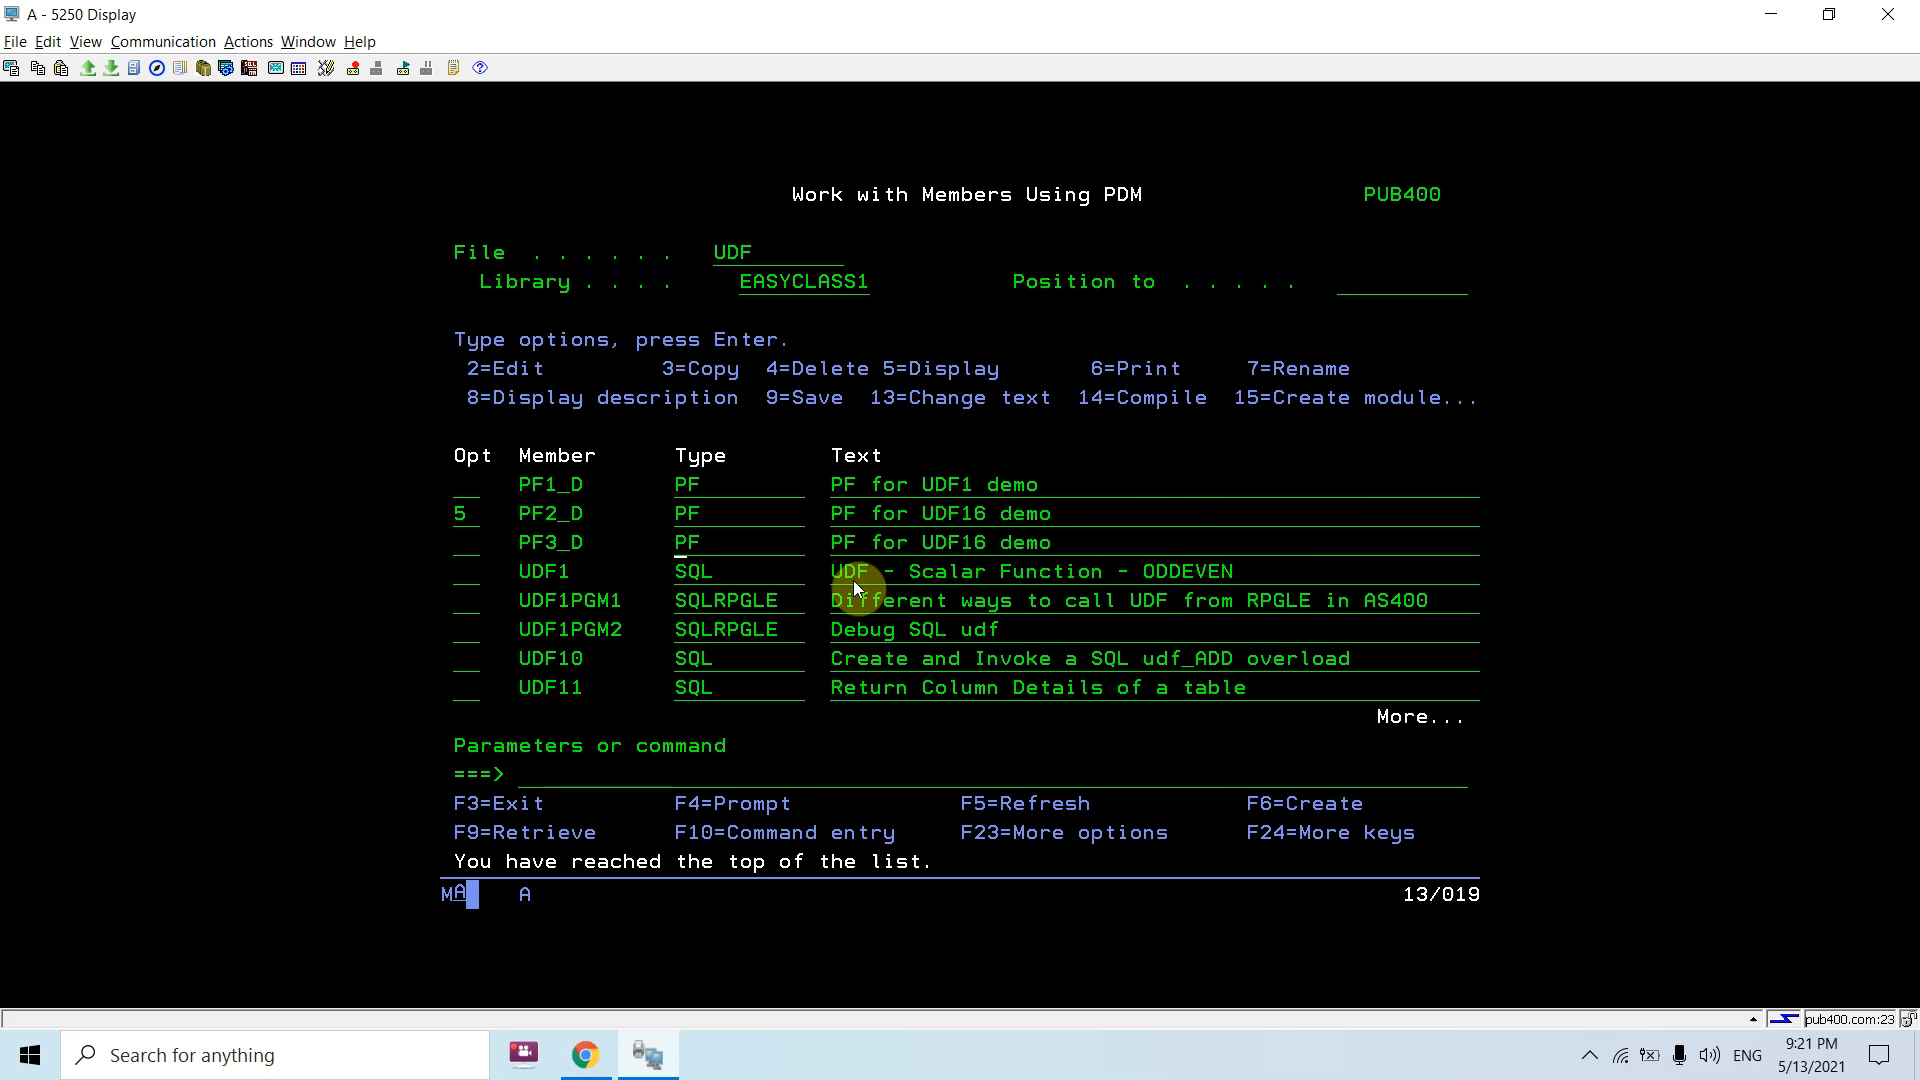 A - 5250 Display
File Edit View Communication Actions Window Help
Work with Members Using PDM PUB400
File . . . . . . UDF
Library . . . . EASYCLASS1 Position to . . . . .
Type options, press Enter.
2=Edit 3=Copy 4=Delete 5=Display 6=Print 7=Rename
8=Display description 9=Save 13=Change text 14=Compile 15=Create module...
Opt Member Type Text
PF1_D PF PF for UDF1 demo
5 PF2_D PF PF for UDF16 demo
PF3_D PF PF for UDF16 demo
UDF1 SQL UDF - Scalar Function - ODDEVEN
UDF1PGM1 SQLRPGLE Different ways to call UDF from RPGLE in AS400
UDF1PGM2 SQLRPGLE Debug SQL udf
UDF10 SQL Create and Invoke a SQL udf_ADD overload
UDF11 SQL Return Column Details of a table
More...
Parameters or command
===>
F3=Exit F4=Prompt F5=Refresh F6=Create
F9=Retrieve F10=Command entry F23=More options F24=More keys
You have reached the top of the list.
MA A 13/019
pub400.com:23
Search for anything
ENG
9:21 PM
5/13/2021